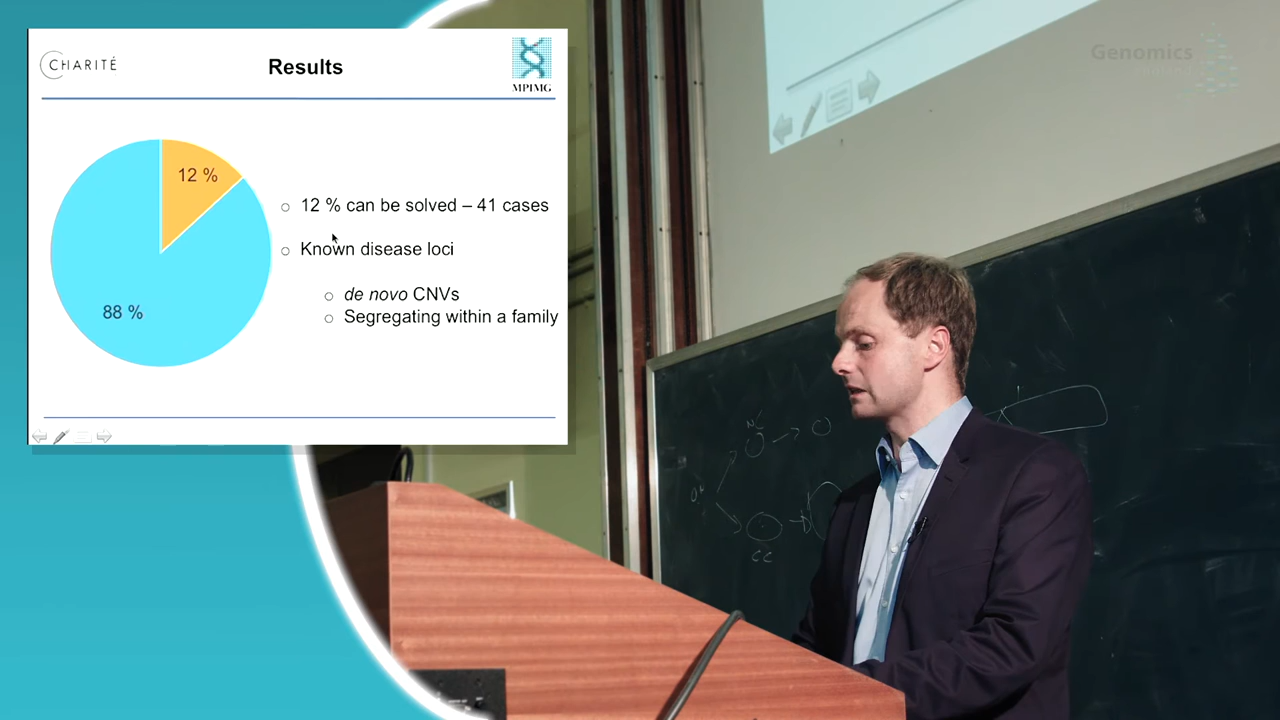 CHARITÉ
Results
MPIMG
12 %
88 %
○ 12 % can be solved – 41 cases
○ Known disease loci
○ de novo CNVs
○ Segregating within a family
Genomics
CC